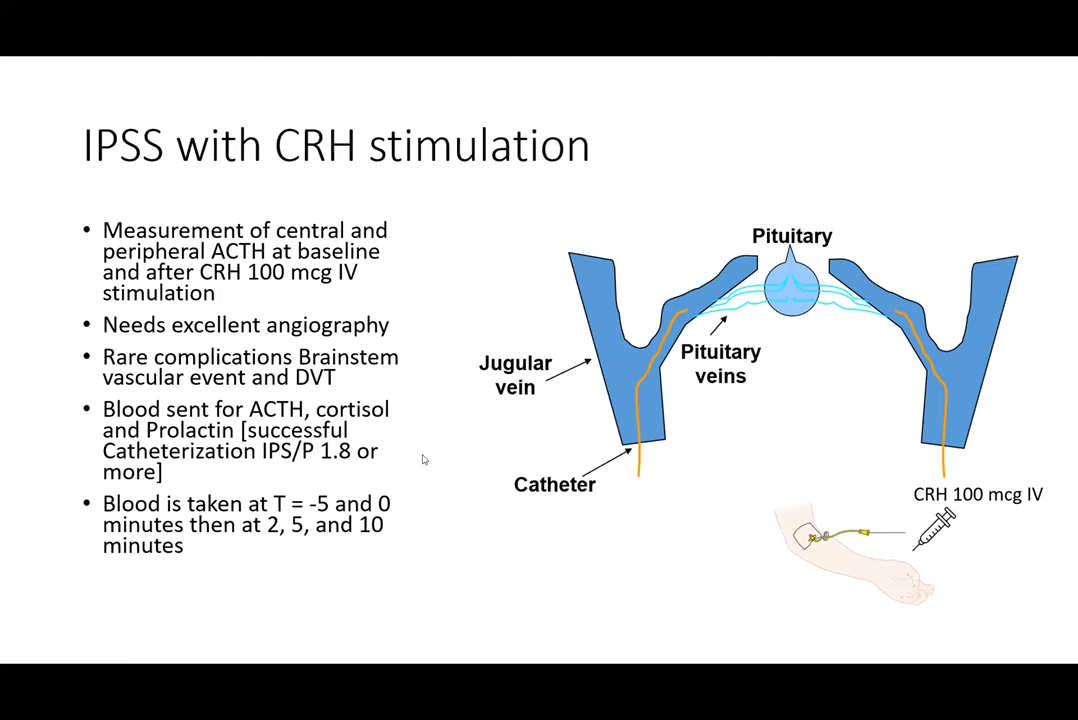 IPSS with CRH stimulation
• Measurement of central and
peripheral ACTH at baseline
and after CRH 100 mcg IV
stimulation
• Needs excellent angiography
• Rare complications Brainstem
vascular event and DVT
• Blood sent for ACTH, cortisol
and Prolactin [successful
Catheterization IPS/P 1.8 or
more]
• Blood is taken at T = -5 and 0
minutes then at 2, 5, and 10
minutes
Pituitary
Jugular
vein
Pituitary
veins
Catheter
CRH 100 mcg IV